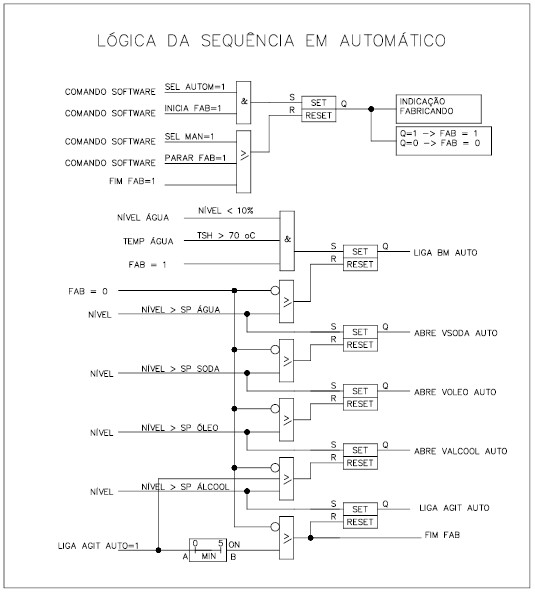 LÓGICA DA SEQUÊNCIA EM AUTOMÁTICO
COMANDO SOFTWARE SEL AUTOM=1
COMANDO SOFTWARE INICIA FAB=1
&
S SET Q
R RESET
INDICAÇÃO
FABRICANDO
Q=1 -> FAB = 1
Q=0 -> FAB = 0
COMANDO SOFTWARE SEL MAN=1
COMANDO SOFTWARE PARAR FAB=1
FIM FAB=1
≥
NÍVEL ÁGUA NÍVEL < 10%
TEMP ÁGUA TSH > 70 oC
FAB = 1
&
S SET Q LIGA BM AUTO
R RESET
FAB = 0
≥
NÍVEL NÍVEL > SP ÁGUA
S SET Q ABRE VSODA AUTO
R RESET
≥
NÍVEL NÍVEL > SP SODA
S SET Q ABRE VOLEO AUTO
R RESET
≥
NÍVEL NÍVEL > SP ÓLEO
S SET Q ABRE VALCOOL AUTO
R RESET
≥
NÍVEL NÍVEL > SP ÁLCOOL
S SET Q LIGA AGIT AUTO
R RESET
≥
FIM FAB
LIGA AGIT AUTO=1
0 5 ON
A MIN B